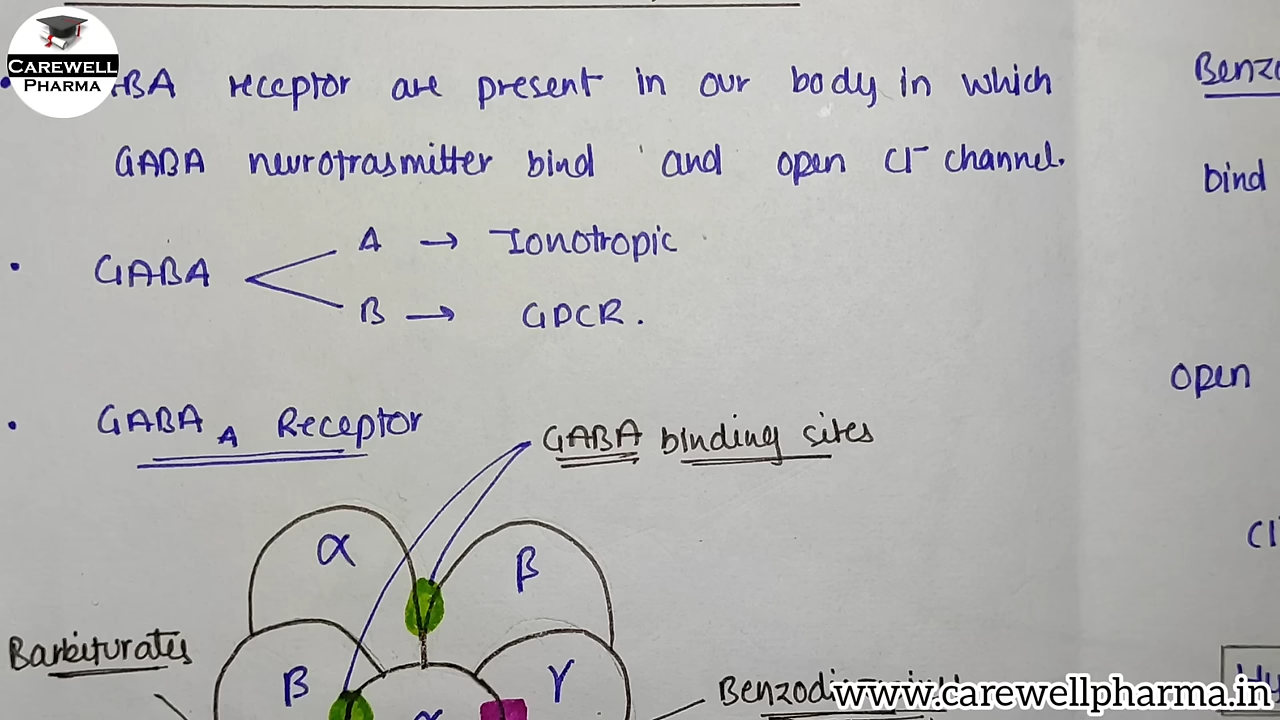 CAREWELL
PHARMA
BA receptor are present in our body in which
GABA neurotrasmitter bind and open Cl⁻ channel.
GABA
A → Ionotropic
B → GPCR.
GABA A Receptor
GABA binding sites
α
β
Barbiturates
β
γ
α
Benzo
bind
open
Cl⁻
www.carewellpharma.in